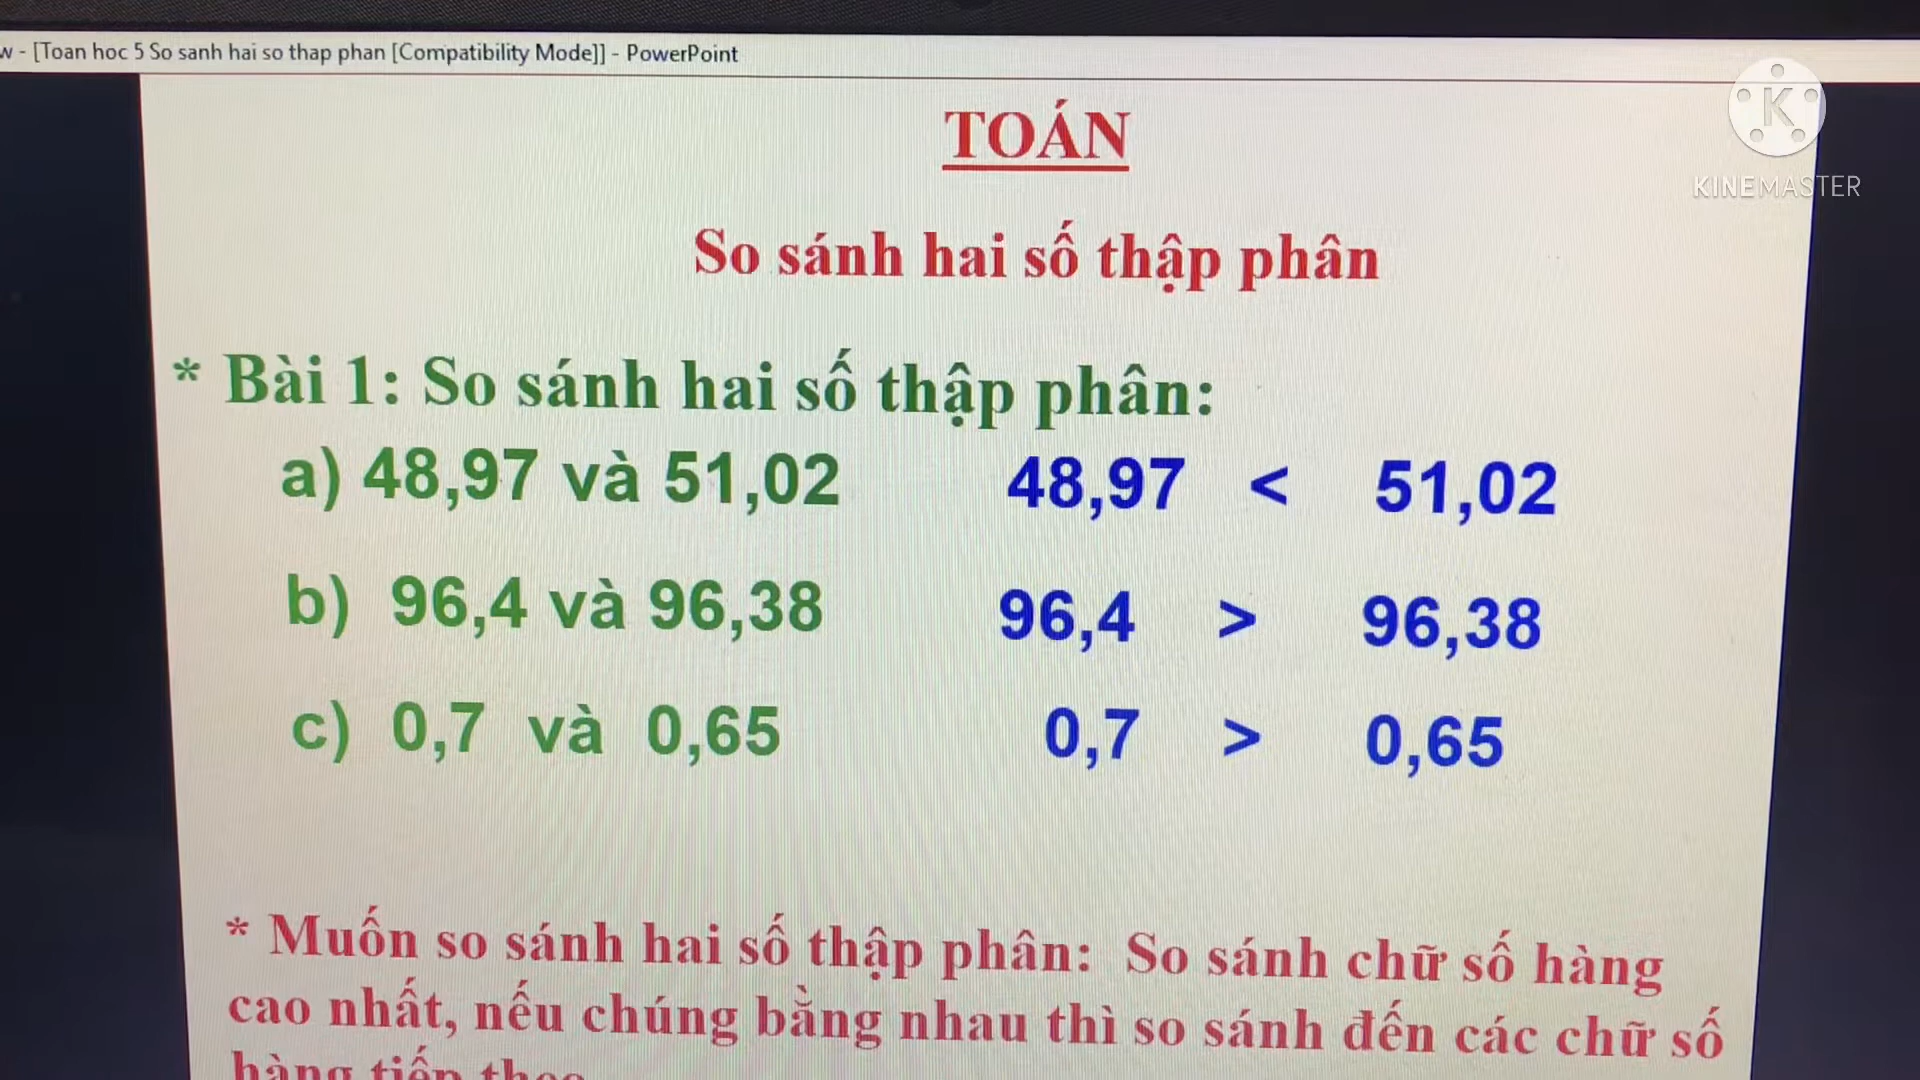 w - [Toan hoc 5 So sanh hai so thap phan [Compatibility Mode]] - PowerPoint
KINEMASTER
TOÁN
So sánh hai số thập phân
* Bài 1: So sánh hai số thập phân:
a) 48,97 và 51,02 48,97 < 51,02
b) 96,4 và 96,38 96,4 > 96,38
c) 0,7 và 0,65 0,7 > 0,65
* Muốn so sánh hai số thập phân: So sánh chữ số hàng
cao nhất, nếu chúng bằng nhau thì so sánh đến các chữ số
hàng tiếp theo